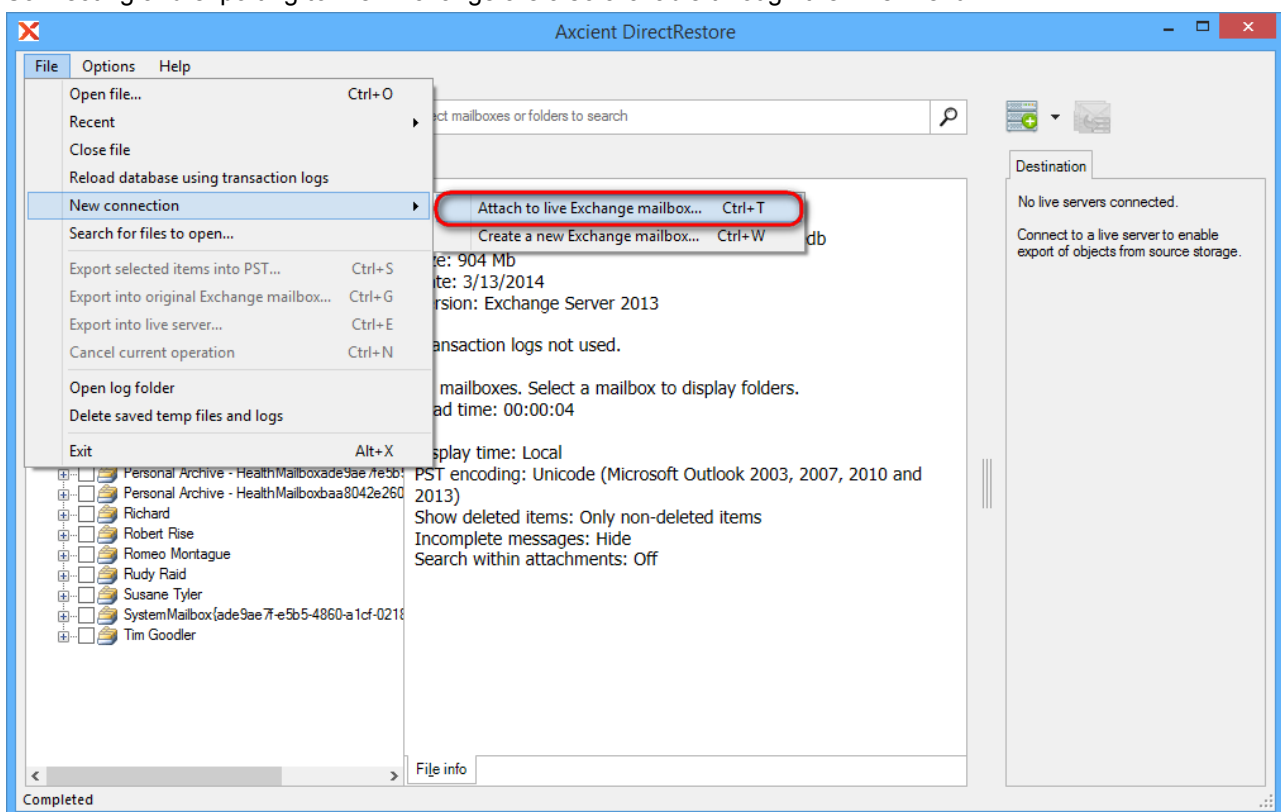 Axcient DirectRestore
File Options Help
Open file... Ctrl+O
Recent
Close file
Reload database using transaction logs
New connection
Search for files to open...
Export selected items into PST... Ctrl+S
Export into original Exchange mailbox... Ctrl+G
Export into live server... Ctrl+E
Cancel current operation Ctrl+N
Open log folder
Delete saved temp files and logs
Exit Alt+X
Attach to live Exchange mailbox... Ctrl+T
Create a new Exchange mailbox... Ctrl+W
ct mailboxes or folders to search
db
ze: 904 Mb
te: 3/13/2014
rsion: Exchange Server 2013
ansaction logs not used.
mailboxes. Select a mailbox to display folders.
ad time: 00:00:04
splay time: Local
PST encoding: Unicode (Microsoft Outlook 2003, 2007, 2010 and
2013)
Show deleted items: Only non-deleted items
Incomplete messages: Hide
Search within attachments: Off
Personal Archive - HealthMailboxade9ae7fe5b5
Personal Archive - HealthMailboxbaa8042e260
Richard
Robert Rise
Romeo Montague
Rudy Raid
Susane Tyler
SystemMailbox{ade9ae7f-e5b5-4860-a1cf-0218
Tim Goodler
File info
Destination
No live servers connected.
Connect to a live server to enable
export of objects from source storage.
Completed